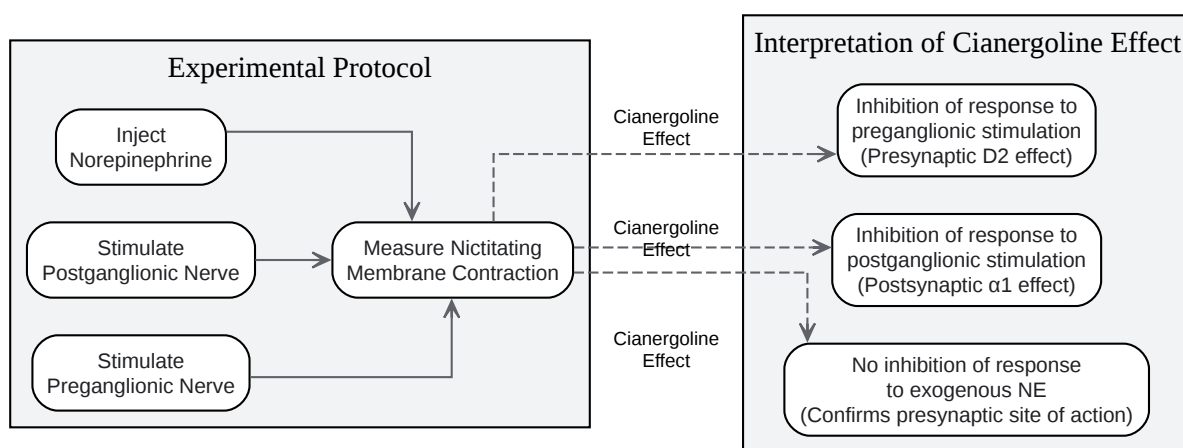 Experimental Protocol
Inject
Norepinephrine
Stimulate
Postganglionic Nerve
Measure Nictitating
Membrane Contraction
Stimulate
Preganglionic Nerve
Cianergoline
Effect
Cianergoline
Effect
Cianergoline
Effect
Interpretation of Cianergoline Effect
Inhibition of response to
preganglionic stimulation
(Presynaptic D2 effect)
Inhibition of response to
postganglionic stimulation
(Postsynaptic α1 effect)
No inhibition of response
to exogenous NE
(Confirms presynaptic site of action)